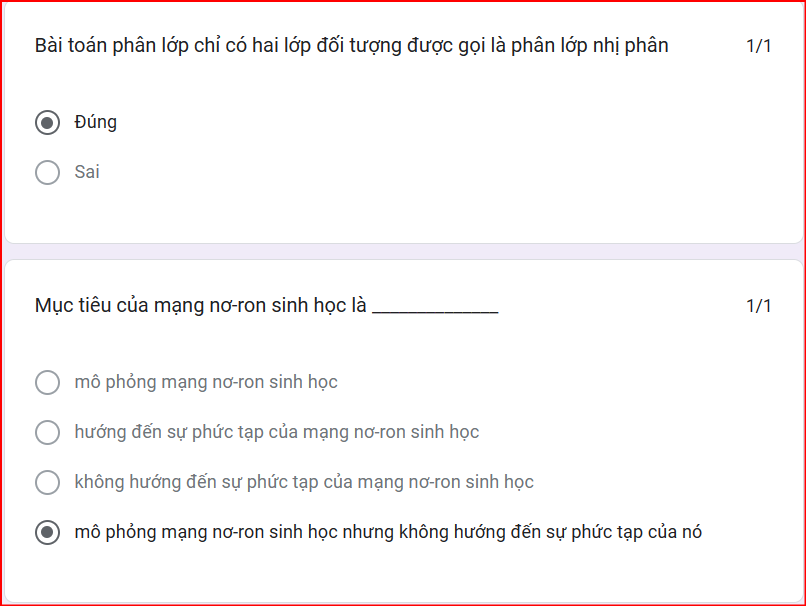 Bài toán phân lớp chỉ có hai lớp đối tượng được gọi là phân lớp nhị phân 1/1
Đúng
Sai
Mục tiêu của mạng nơ-ron sinh học là ______________ 1/1
mô phỏng mạng nơ-ron sinh học
hướng đến sự phức tạp của mạng nơ-ron sinh học
không hướng đến sự phức tạp của mạng nơ-ron sinh học
mô phỏng mạng nơ-ron sinh học nhưng không hướng đến sự phức tạp của nó